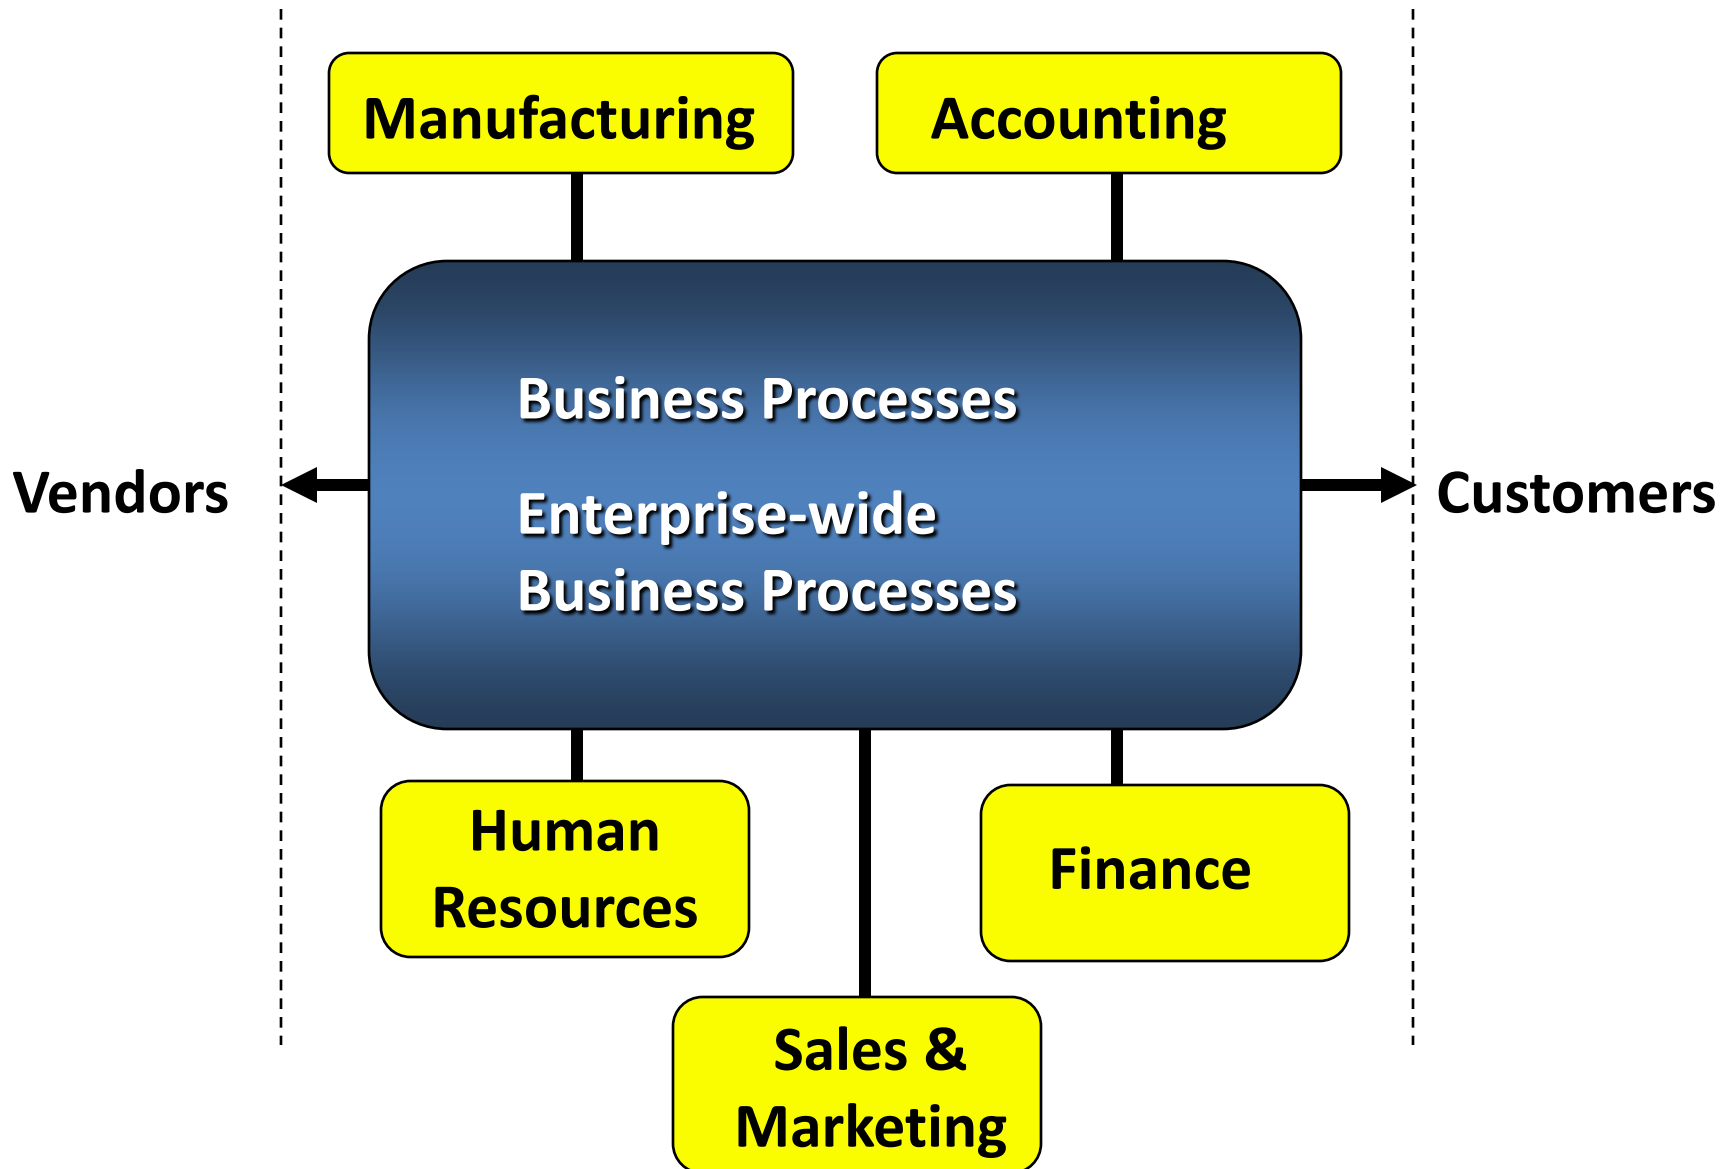 Manufacturing
Accounting
Business Processes
Vendors
Enterprise-wide
Customers
Business Processes
Human
Resources
Finance
Sales &
Marketing